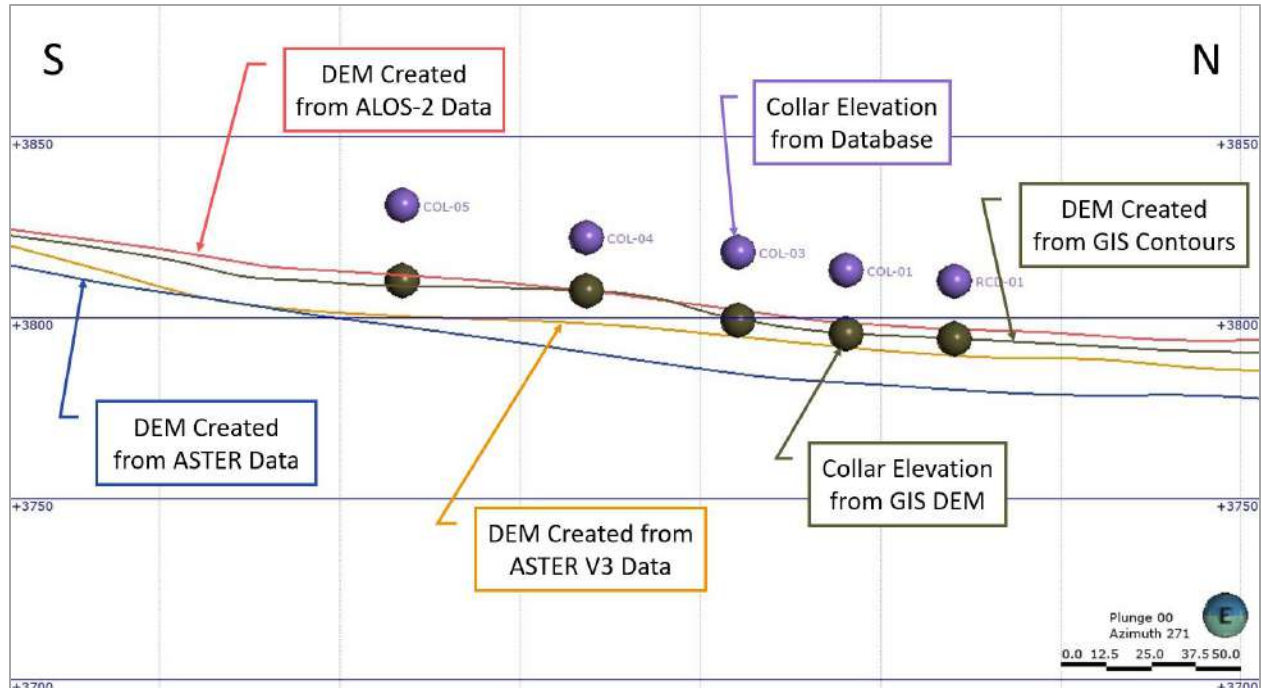 S
N
DEM Created
from ALOS-2 Data
Collar Elevation
from Database
+3850
+3850
DEM Created
from GIS Contours
COL-05
COL-04
COL-03
COL-01
RCD-01
+3800
+3800
DEM Created
from ASTER Data
Collar Elevation
from GIS DEM
+3750
+3750
DEM Created from
ASTER V3 Data
E
Plunge 00
Azimuth 271
0.0 12.5 25.0 37.5 50.0
+3700
+3700